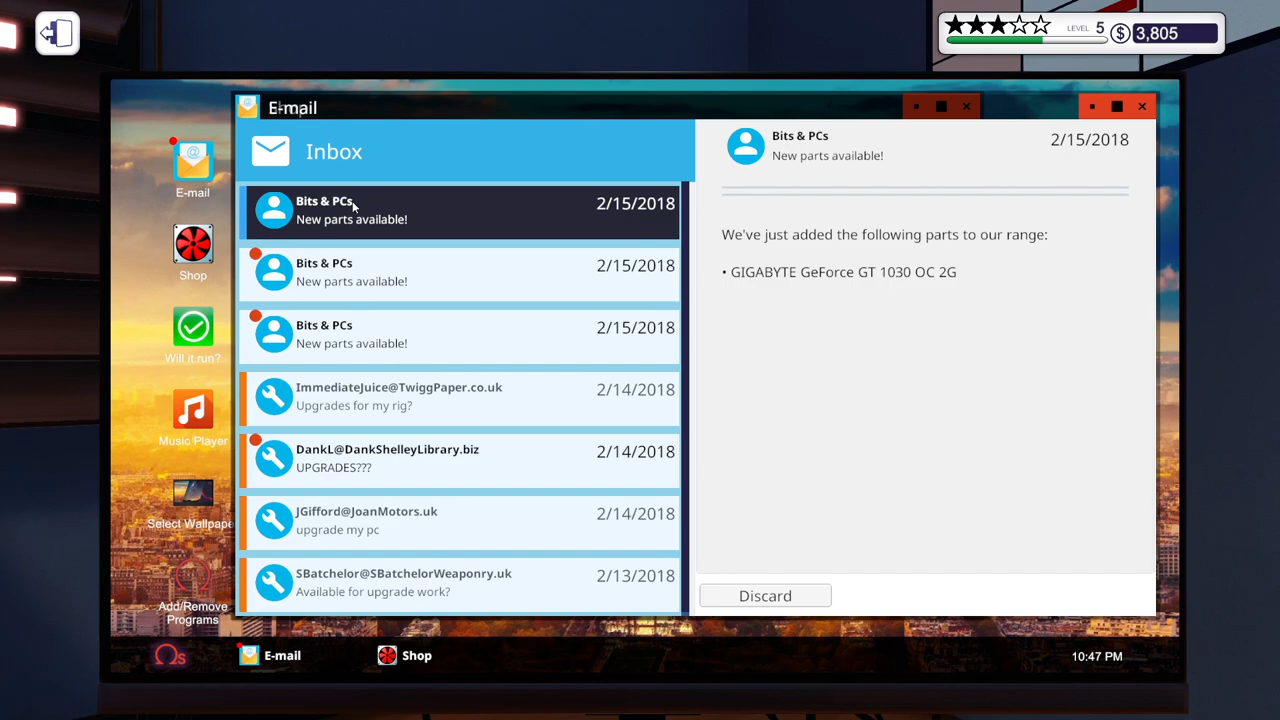 LEVEL 5 $ 3,805
E-mail
Inbox
Bits & PCs
2/15/2018
New parts available!
Bits & PCs
2/15/2018
New parts available!
Bits & PCs
2/15/2018
New parts available!
ImmediateJuice@TwiggPaper.co.uk
2/14/2018
Upgrades for my rig?
DankL@DankShelleyLibrary.biz
2/14/2018
UPGRADES???
JGifford@JoanMotors.uk
2/14/2018
upgrade my pc
SBatchelor@SBatchelorWeaponry.uk
2/13/2018
Available for upgrade work?
Bits & PCs
2/15/2018
New parts available!
We've just added the following parts to our range:
• GIGABYTE GeForce GT 1030 OC 2G
Discard
E-mail
Shop
Will it run?
Music Player
Select Wallpape
Add/Remove
Programs
Ωs
E-mail
Shop
10:47 PM